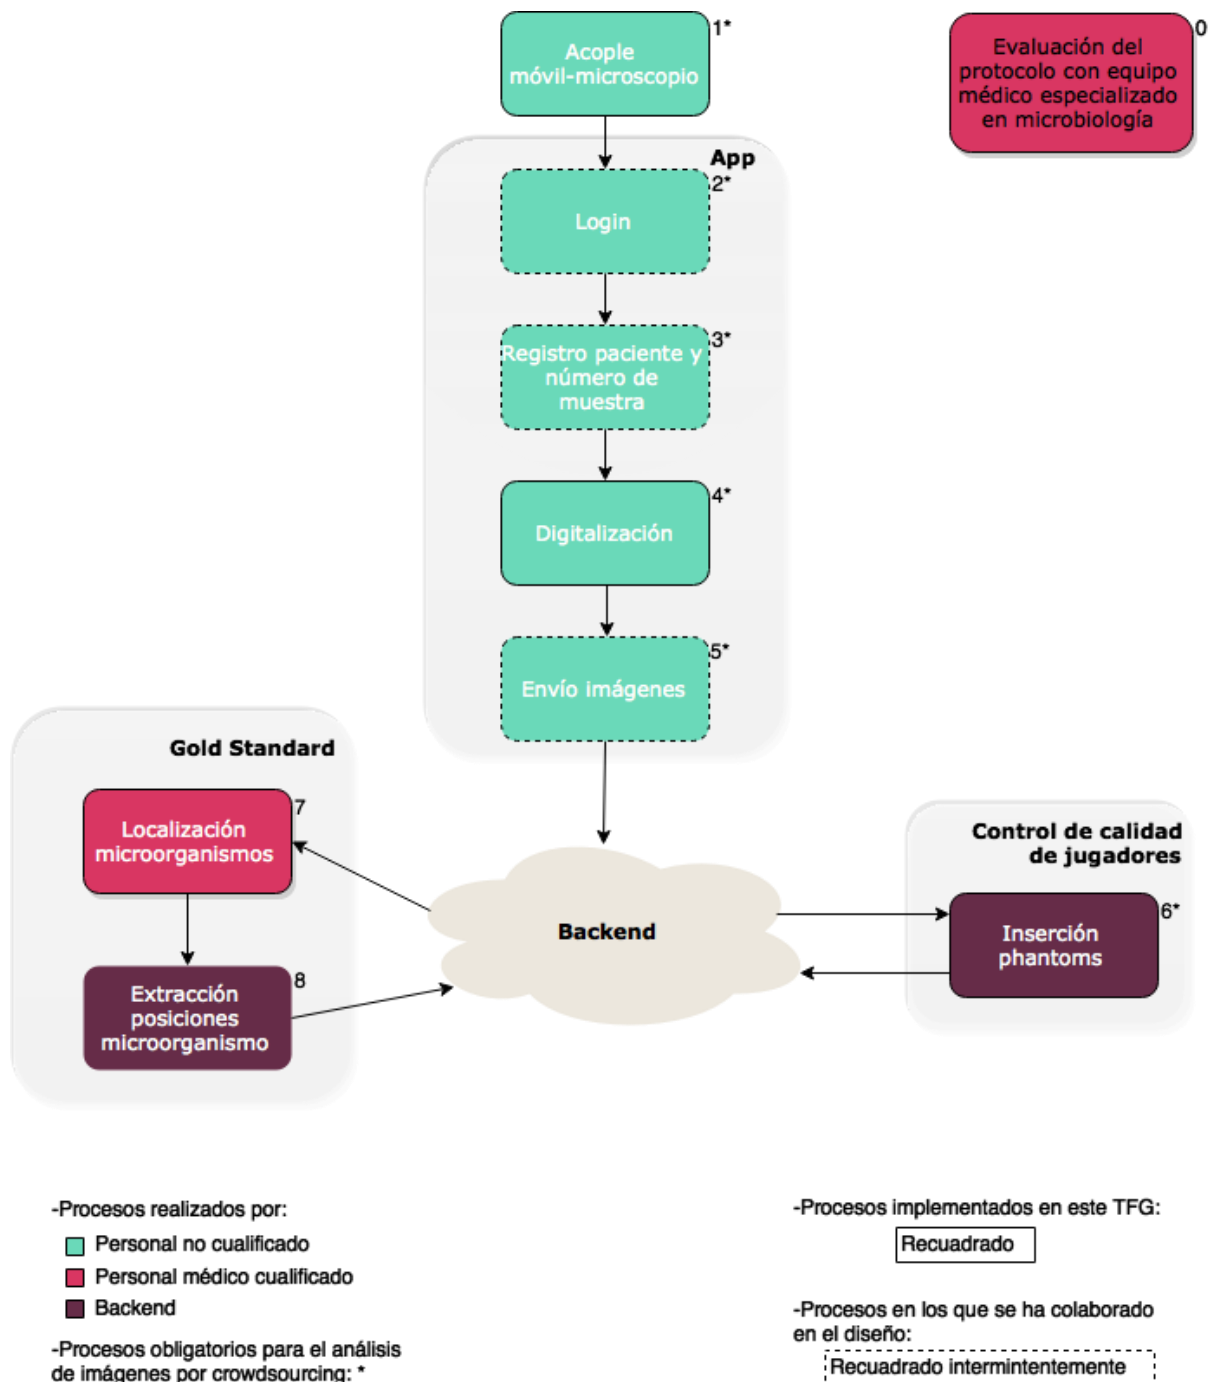 1*
Acople
móvil-microscopio
0
Evaluación del
protocolo con equipo
médico especializado
en microbiología
App
2*
Login
3*
Registro paciente y
número de
muestra
4*
Digitalización
5*
Envío imágenes
Gold Standard
7
Localización
microorganismos
8
Extracción
posiciones
microorganismo
Backend
Control de calidad
de jugadores
6*
Inserción
phantoms
-Procesos realizados por:
Personal no cualificado
Personal médico cualificado
Backend
-Procesos obligatorios para el análisis
de imágenes por crowdsourcing: *
-Procesos implementados en este TFG:
Recuadrado
-Procesos en los que se ha colaborado
en el diseño:
Recuadrado intermintentemente